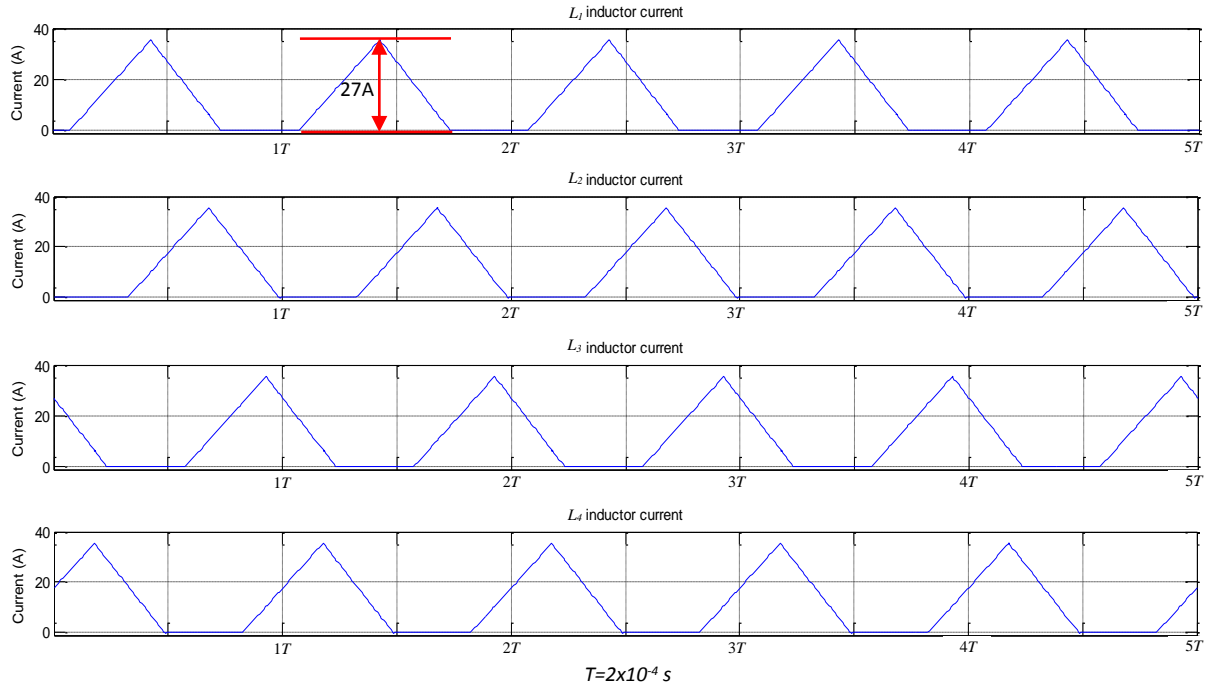 L1 inductor current
Current (A)
40
20
0
27A
1T 2T 3T 4T 5T
L2 inductor current
Current (A)
40
20
0
1T 2T 3T 4T 5T
L3 inductor current
Current (A)
40
20
0
1T 2T 3T 4T 5T
L4 inductor current
Current (A)
40
20
0
1T 2T 3T 4T 5T
T=2x10-4 s